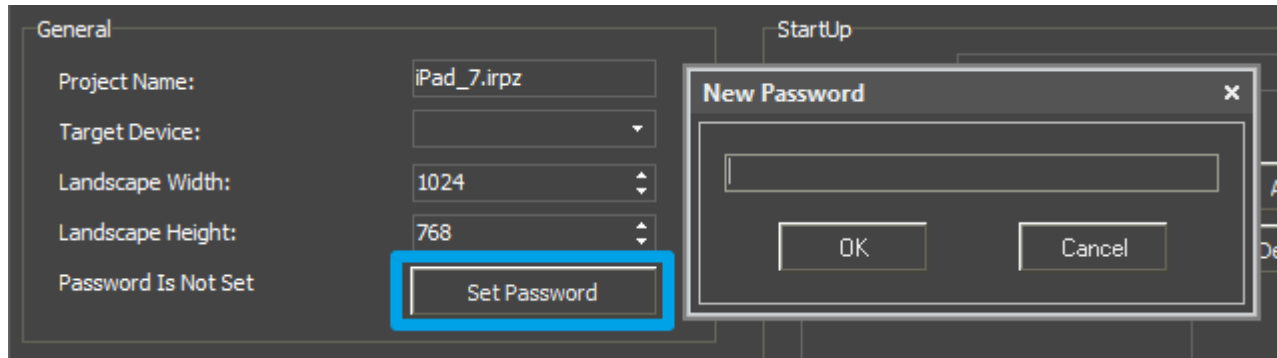 General
Project Name: iPad_7.irpz
Target Device:
Landscape Width: 1024
Landscape Height: 768
Password Is Not Set Set Password
StartUp
New Password ×
OK Cancel